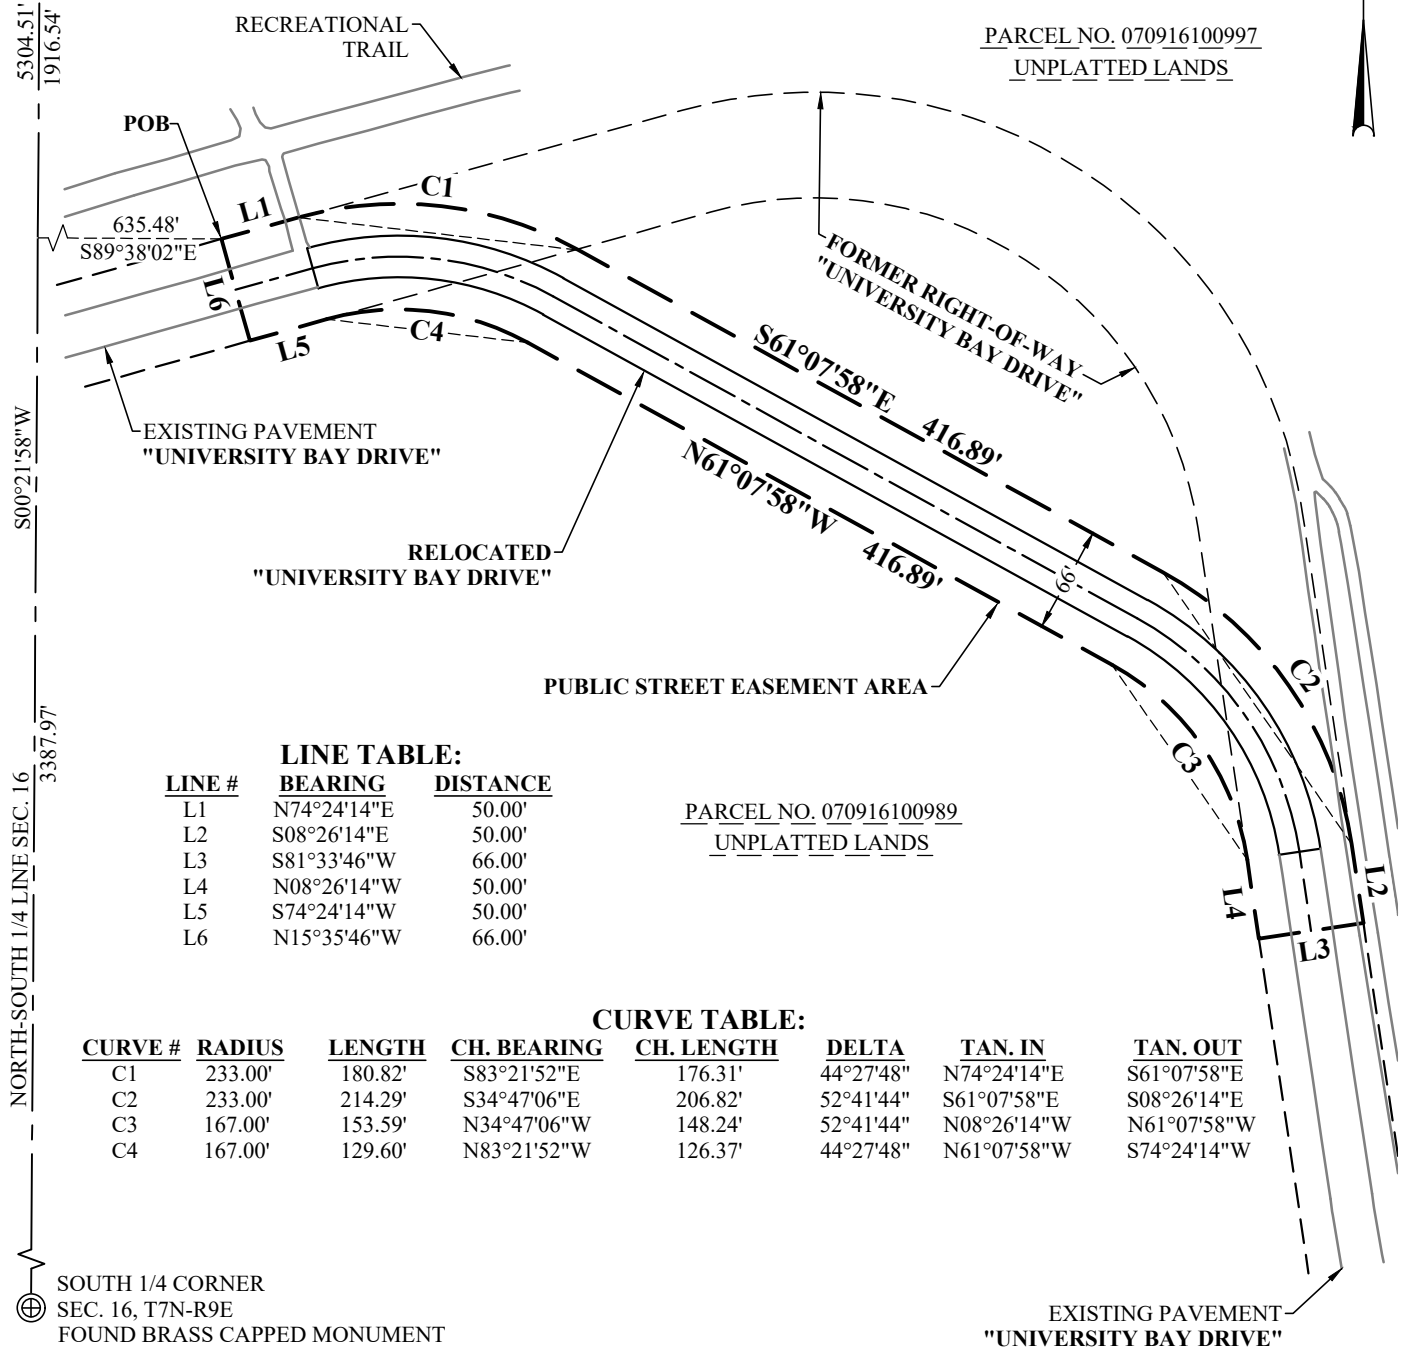 5304.51'
1916.54'
RECREATIONAL
TRAIL
PARCEL NO. 070916100997
UNPLATTED LANDS
POB
L1
C1
635.48'
S89°38'02"E
L6
L5
C4
FORMER RIGHT-OF-WAY
"UNIVERSITY BAY DRIVE"
S61°07'58"E 416.89'
N61°07'58"W 416.89'
EXISTING PAVEMENT
"UNIVERSITY BAY DRIVE"
S00°21'58"W
RELOCATED
"UNIVERSITY BAY DRIVE"
66'
PUBLIC STREET EASEMENT AREA
C2
C3
L2
L4
L3
NORTH-SOUTH 1/4 LINE SEC. 16
3387.97'
LINE TABLE:
LINE # BEARING DISTANCE
L1 N74°24'14"E 50.00'
L2 S08°26'14"E 50.00'
L3 S81°33'46"W 66.00'
L4 N08°26'14"W 50.00'
L5 S74°24'14"W 50.00'
L6 N15°35'46"W 66.00'
PARCEL NO. 070916100989
UNPLATTED LANDS
CURVE TABLE:
CURVE # RADIUS LENGTH CH. BEARING CH. LENGTH DELTA TAN. IN TAN. OUT
C1 233.00' 180.82' S83°21'52"E 176.31' 44°27'48" N74°24'14"E S61°07'58"E
C2 233.00' 214.29' S34°47'06"E 206.82' 52°41'44" S61°07'58"E S08°26'14"E
C3 167.00' 153.59' N34°47'06"W 148.24' 52°41'44" N08°26'14"W N61°07'58"W
C4 167.00' 129.60' N83°21'52"W 126.37' 44°27'48" N61°07'58"W S74°24'14"W
SOUTH 1/4 CORNER
SEC. 16, T7N-R9E
FOUND BRASS CAPPED MONUMENT
EXISTING PAVEMENT
"UNIVERSITY BAY DRIVE"